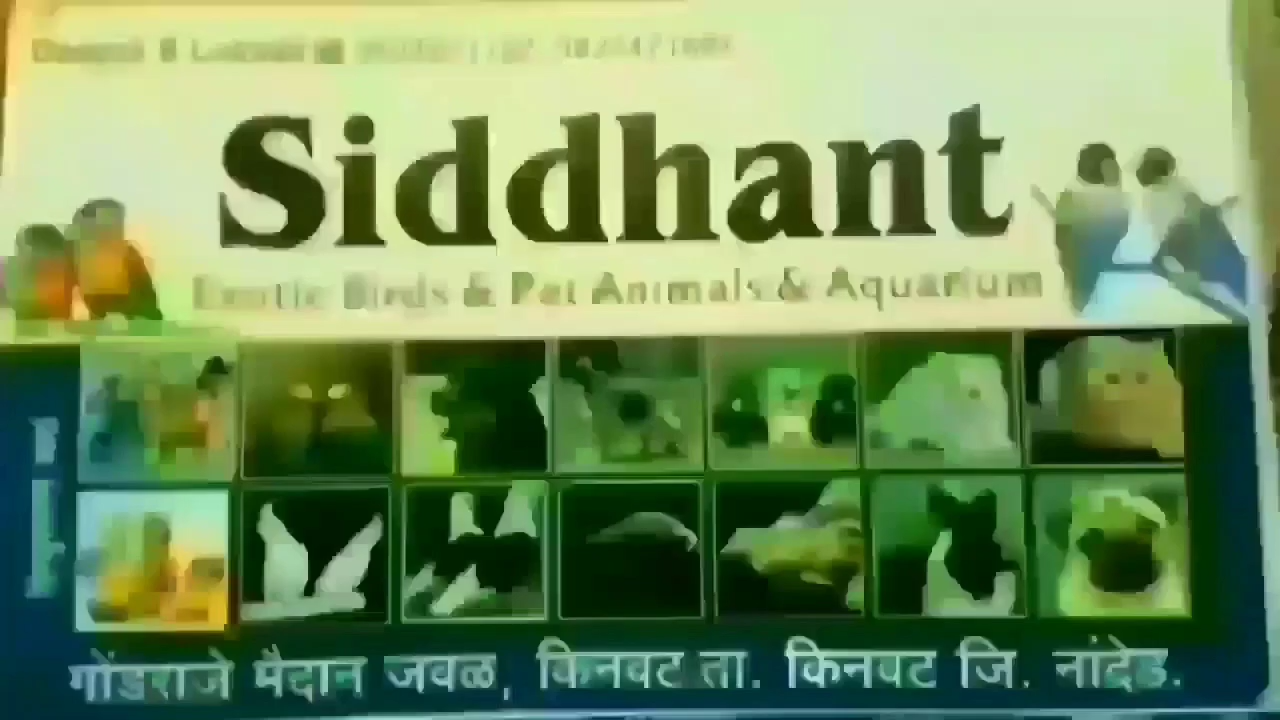 Siddhant
Exotic Birds & Pet Animals & Aquarium
गोंडराजे मैदान जवळ, किनवट ता. किनवट जि. नांदेड.